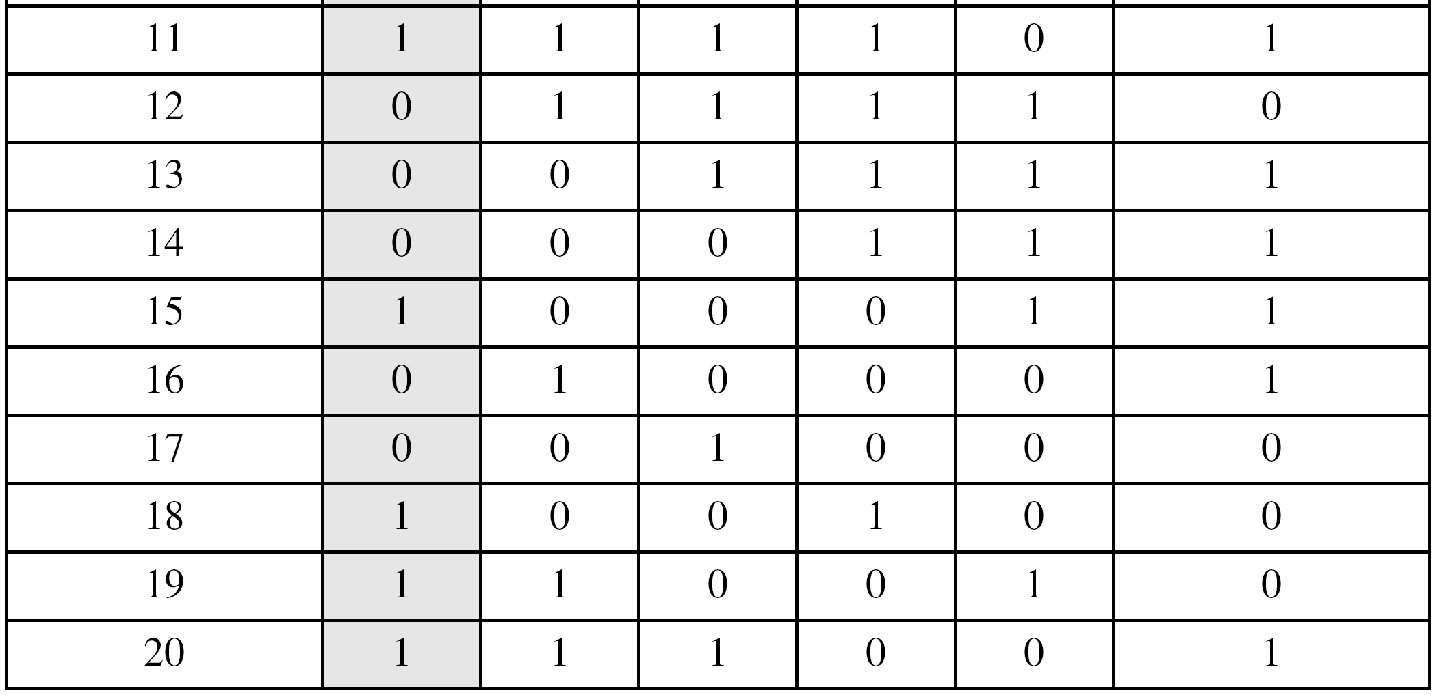 11 1 1 1 1 0 1
12 0 1 1 1 1 0
13 0 0 1 1 1 1
14 0 0 0 1 1 1
15 1 0 0 0 1 1
16 0 1 0 0 0 1
17 0 0 1 0 0 0
18 1 0 0 1 0 0
19 1 1 0 0 1 0
20 1 1 1 0 0 1